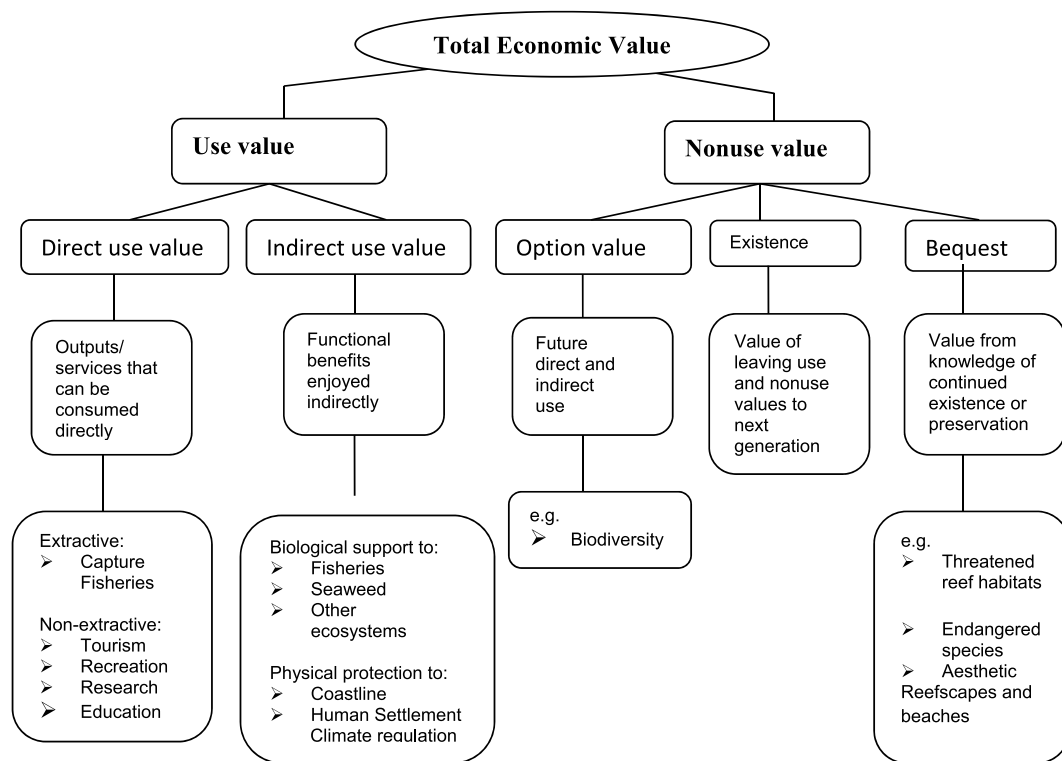 Total Economic Value
Use value
Nonuse value
Direct use value
Indirect use value
Option value
Existence
Bequest
Outputs/
services that
can be
consumed
directly
Functional
benefits
enjoyed
indirectly
Future
direct and
indirect
use
Value of
leaving use
and nonuse
values to
next
generation
Value from
knowledge of
continued
existence or
preservation
Extractive:
➤ Capture
Fisheries
Non-extractive:
➤ Tourism
➤ Recreation
➤ Research
➤ Education
Biological support to:
➤ Fisheries
➤ Seaweed
➤ Other
ecosystems
Physical protection to:
➤ Coastline
➤ Human Settlement
Climate regulation
e.g.
➤ Biodiversity
e.g.
➤ Threatened
reef habitats
➤ Endangered
species
➤ Aesthetic
Reefscapes and
beaches